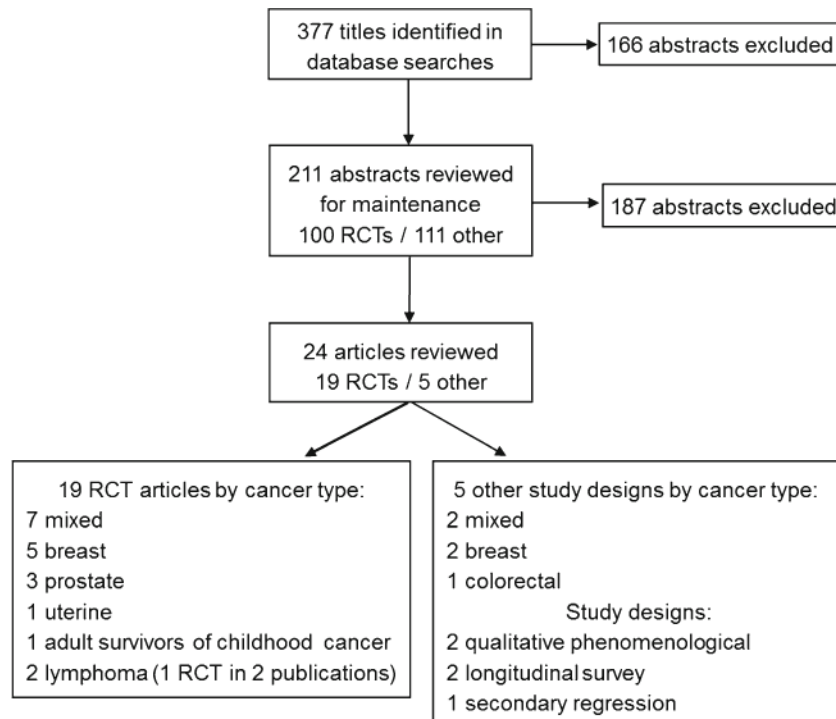 377 titles identified in
database searches
166 abstracts excluded
211 abstracts reviewed
for maintenance
100 RCTs / 111 other
187 abstracts excluded
24 articles reviewed
19 RCTs / 5 other
19 RCT articles by cancer type:
7 mixed
5 breast
3 prostate
1 uterine
1 adult survivors of childhood cancer
2 lymphoma (1 RCT in 2 publications)
5 other study designs by cancer type:
2 mixed
2 breast
1 colorectal
Study designs:
2 qualitative phenomenological
2 longitudinal survey
1 secondary regression